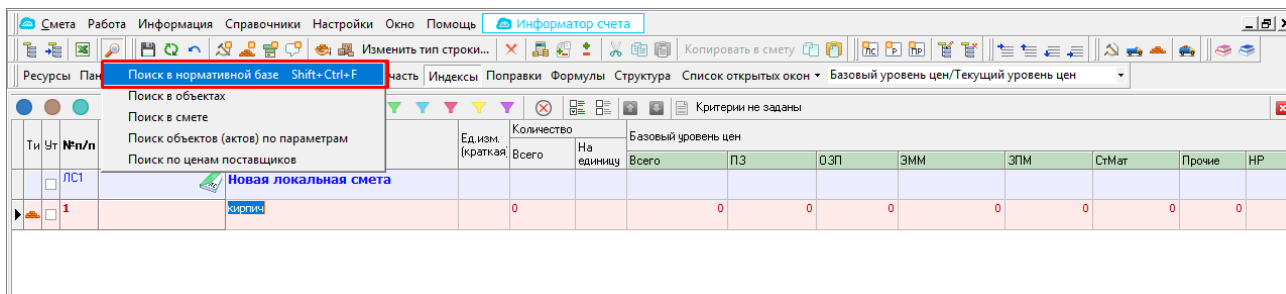 Смета Работа Информация Справочники Настройки Окно Помощь Информатор счета
Изменить тип строки... Копировать в смету ЛС Лр Лр
Ресурсы Пан часть Индексы Поправки Формулы Структура Список открытых окон Базовый уровень цен/Текущий уровень цен
Поиск в нормативной базе Shift+Ctrl+F
Поиск в объектах
Поиск в смете
Поиск объектов (актов) по параметрам
Поиск по ценам поставщиков
Критерии не заданы
Ти Ут №п/п Ед.изм. (краткая) Количество Базовый уровень цен
Всего На единицу Всего ПЗ ОЗП ЭММ ЗПМ СтМат Прочие НР
ЛС1 Новая локальная смета
1 кирпич 0 0 0 0 0 0 0